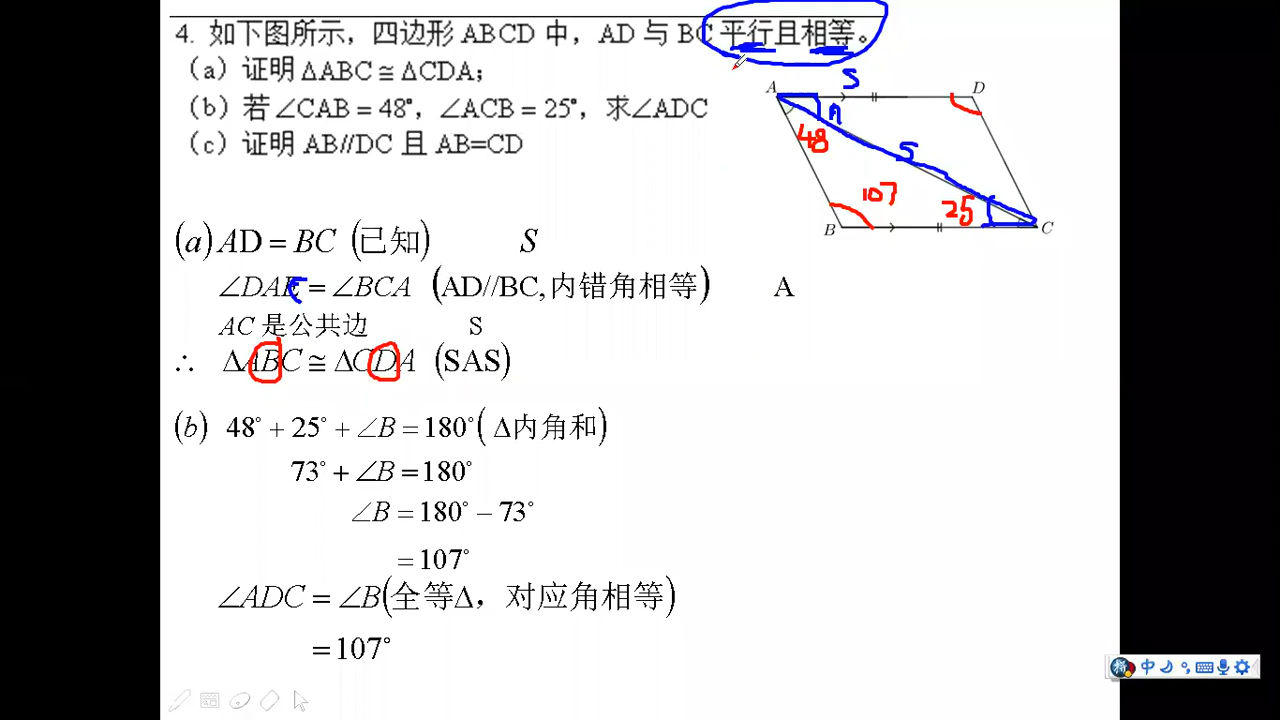 4. 如下图所示，四边形 ABCD 中，AD 与 BC 平行且相等。
（a）证明 ΔABC ≅ ΔCDA；
（b）若 ∠CAB = 48°，∠ACB = 25°，求∠ADC
（c）证明 AB//DC 且 AB=CD
A
S
D
A
48
S
107
25
B
C
(a) AD = BC (已知) S
∠DAC = ∠BCA (AD//BC, 内错角相等) A
AC 是公共边 S
∴ ΔABC ≅ ΔCDA (SAS)
(b) 48° + 25° + ∠B = 180° ( Δ内角和)
73° + ∠B = 180°
∠B = 180° − 73°
= 107°
∠ADC = ∠B(全等Δ，对应角相等)
= 107°
中